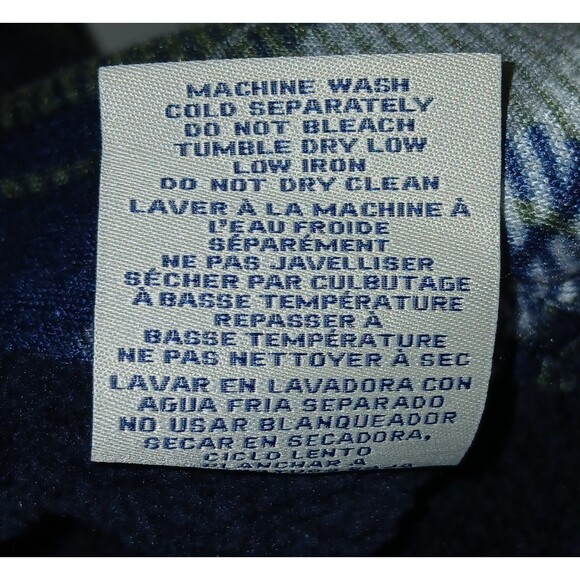 MACHINE WASH
COLD SEPARATELY
DO NOT BLEACH
TUMBLE DRY LOW
LOW IRON
DO NOT DRY CLEAN
LAVER À LA MACHINE À
L'EAU FROIDE
SÉPARÉMENT
NE PAS JAVELLISER
SÉCHER PAR CULBUTAGE
À BASSE TEMPÉRATURE
REPASSER À
BASSE TEMPÉRATURE
NE PAS NETTOYER À SEC
LAVAR EN LAVADORA CON
AGUA FRIA SEPARADO
NO USAR BLANQUEADOR
SECAR EN SECADORA,
CICLO LENTO
PLANCHAR A